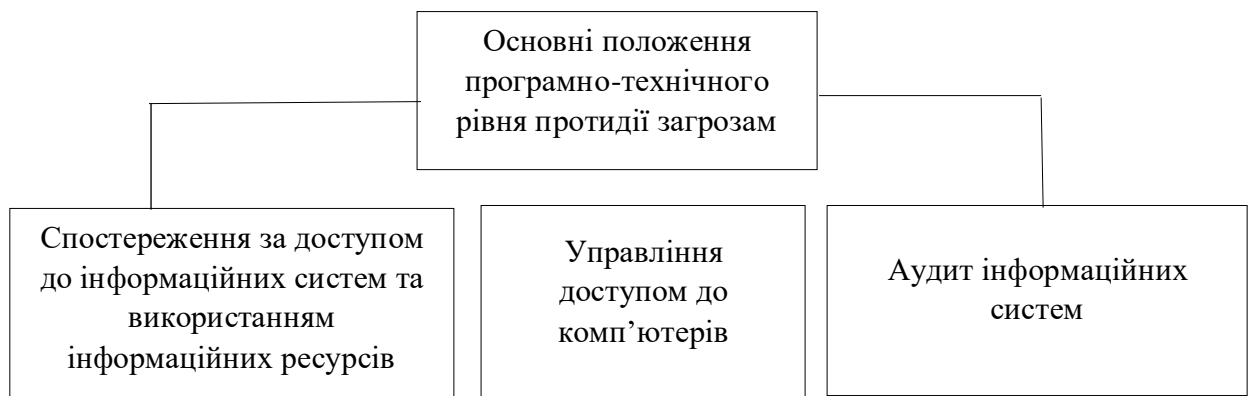 Основні положення
програмно-технічного
рівня протидії загрозам
Спостереження за доступом
до інформаційних систем та
використанням
інформаційних ресурсів
Управління
доступом до
комп’ютерів
Аудит інформаційних
систем